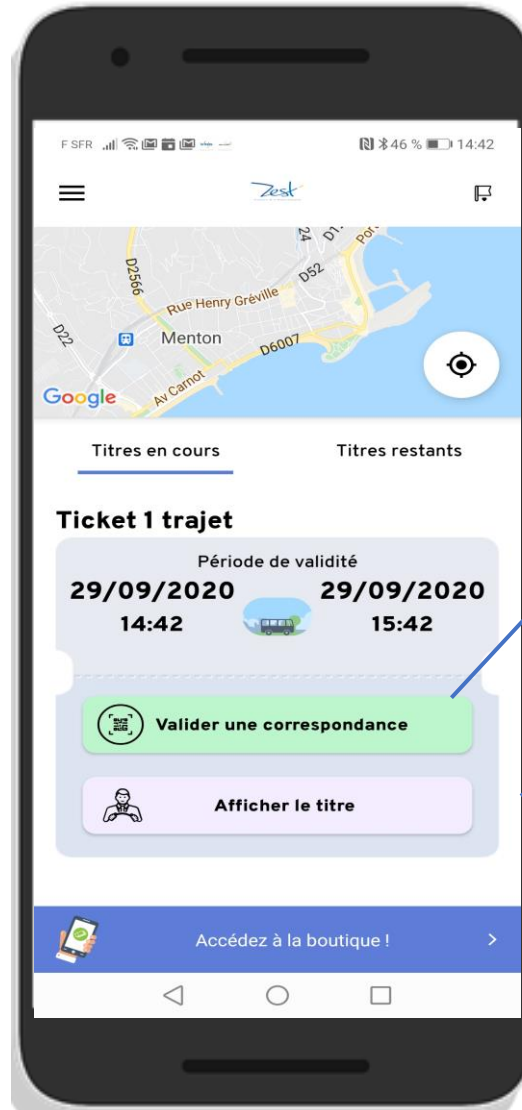 F SFR 46 % 14:42
Zest
24
D52
D2566
Rue Henry Gréville
D22
Menton
D6007
Av Carnot
Google
Titres en cours Titres restants
Ticket 1 trajet
Période de validité
29/09/2020 29/09/2020
14:42 15:42
Valider une correspondance
Afficher le titre
Accédez à la boutique !